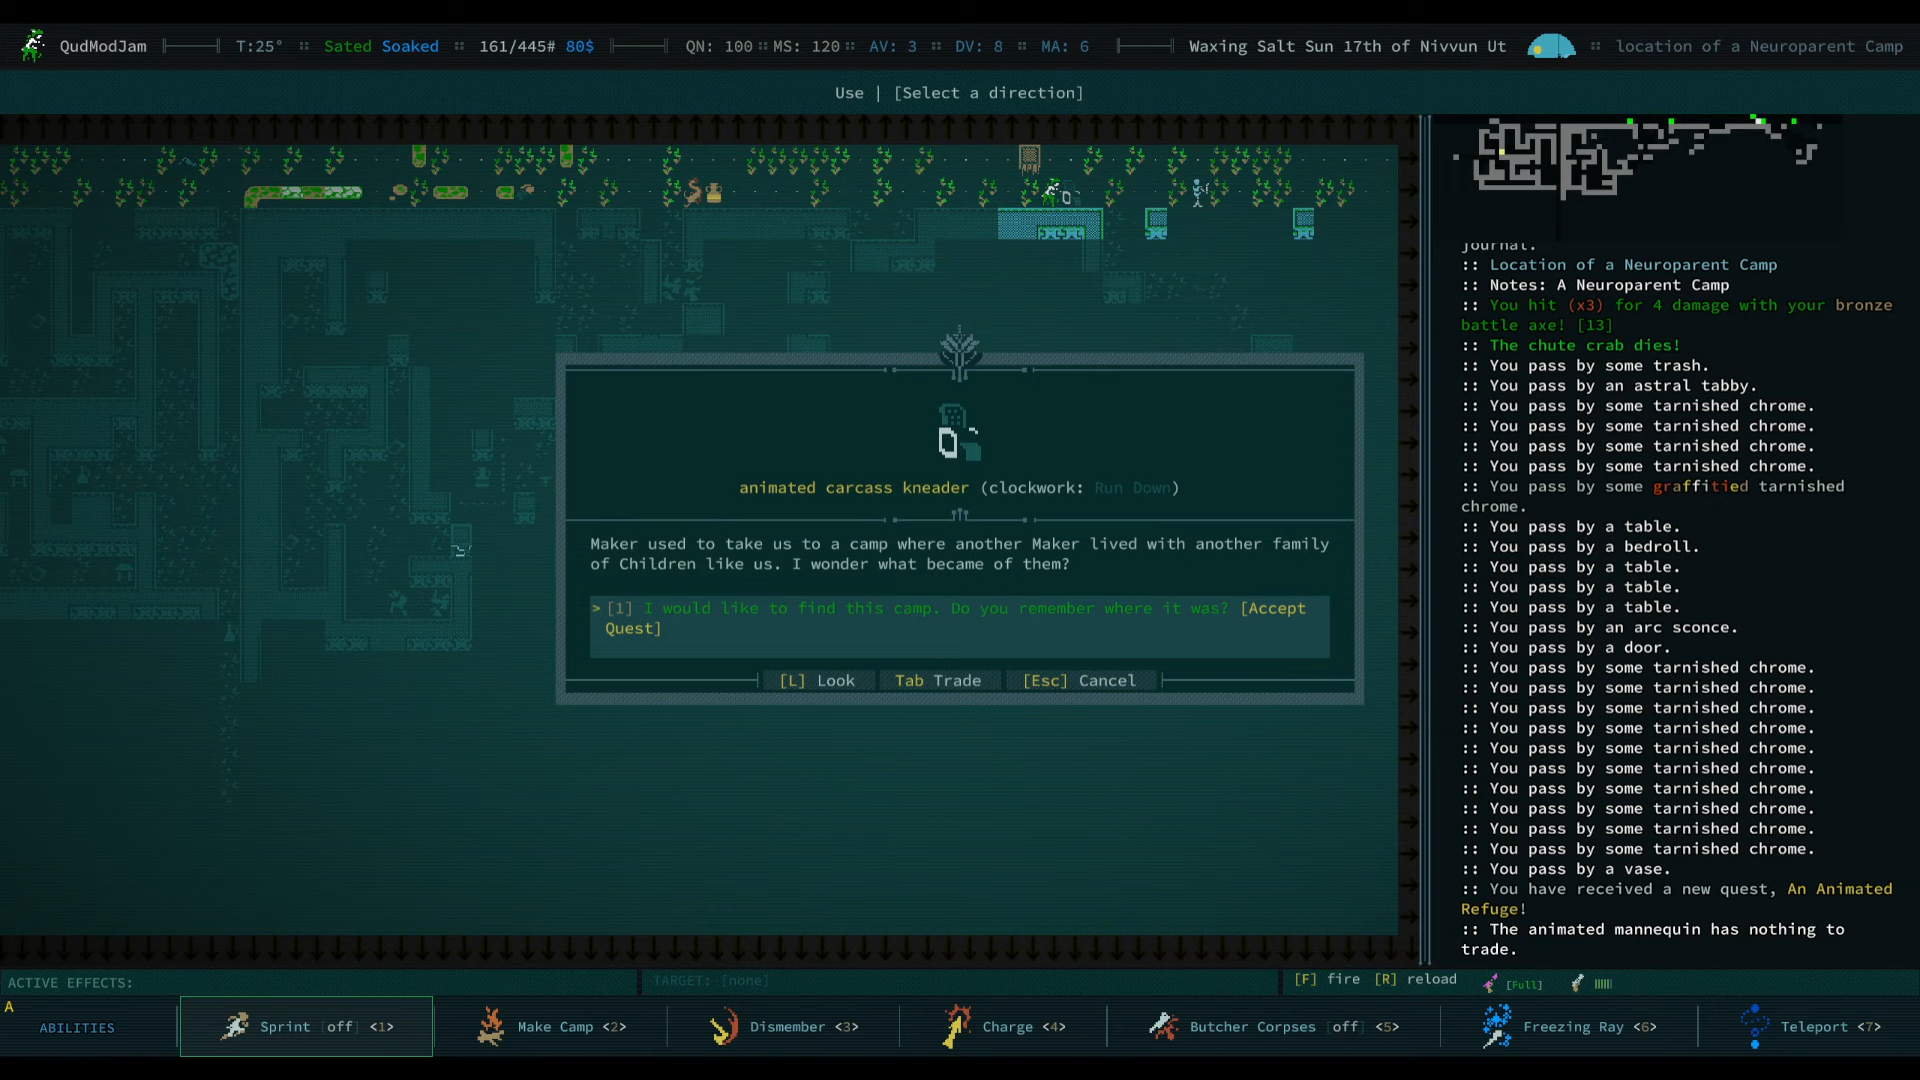 QudModJam T:25° :: Sated Soaked :: 161/445# 80$ QN: 100 :: MS: 120 :: AV: 3 :: DV: 8 :: MA: 6 Waxing Salt Sun 17th of Nivvun Ut :: location of a Neuroparent Camp
Use | [Select a direction]
animated carcass kneader (clockwork: Run Down)
Maker used to take us to a camp where another Maker lived with another family
of Children like us. I wonder what became of them?
> [1] I would like to find this camp. Do you remember where it was? [Accept
Quest]
[L] Look Tab Trade [Esc] Cancel
journal.
:: Location of a Neuroparent Camp
:: Notes: A Neuroparent Camp
:: You hit (x3) for 4 damage with your bronze
battle axe! [13]
:: The chute crab dies!
:: You pass by some trash.
:: You pass by an astral tabby.
:: You pass by some tarnished chrome.
:: You pass by some tarnished chrome.
:: You pass by some tarnished chrome.
:: You pass by some tarnished chrome.
:: You pass by some graffitied tarnished
chrome.
:: You pass by a table.
:: You pass by a bedroll.
:: You pass by a table.
:: You pass by a table.
:: You pass by a table.
:: You pass by an arc sconce.
:: You pass by a door.
:: You pass by some tarnished chrome.
:: You pass by some tarnished chrome.
:: You pass by some tarnished chrome.
:: You pass by some tarnished chrome.
:: You pass by some tarnished chrome.
:: You pass by some tarnished chrome.
:: You pass by some tarnished chrome.
:: You pass by some tarnished chrome.
:: You pass by some tarnished chrome.
:: You pass by some tarnished chrome.
:: You pass by a vase.
:: You have received a new quest, An Animated
Refuge!
:: The animated mannequin has nothing to
trade.
ACTIVE EFFECTS: TARGET: [none] [F] fire [R] reload [Full]
A
ABILITIES Sprint [off] <1> Make Camp <2> Dismember <3> Charge <4> Butcher Corpses [off] <5> Freezing Ray <6> Teleport <7>